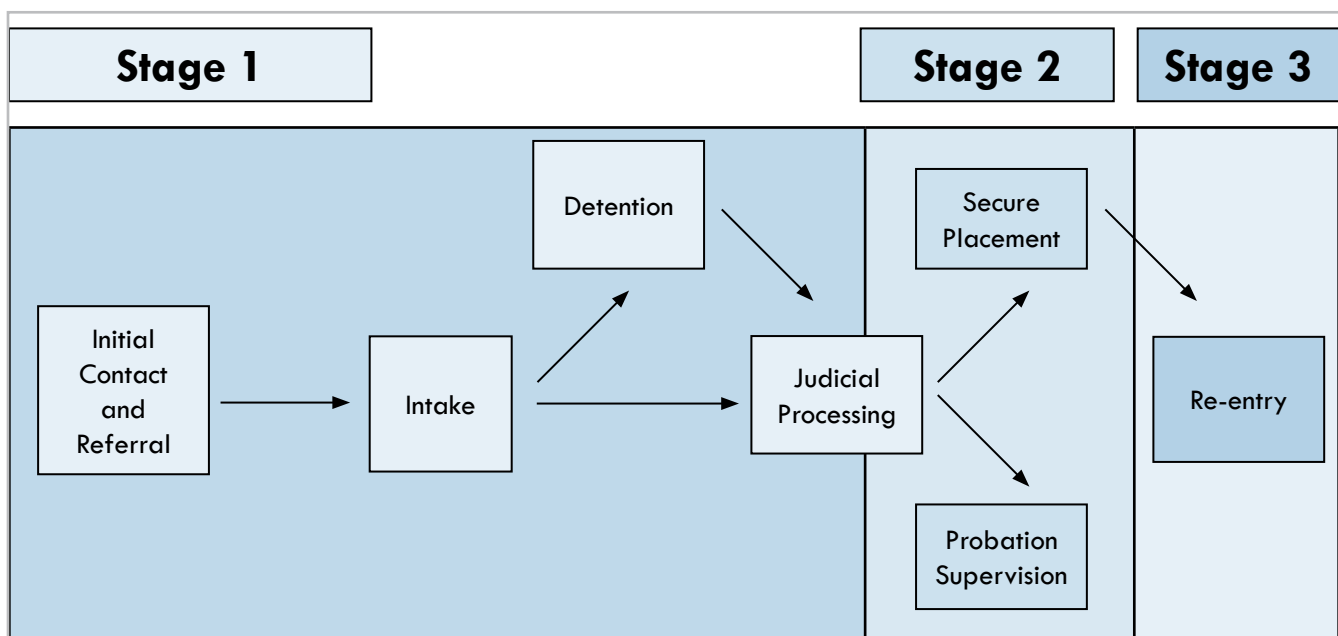 Stage 1
Stage 2
Stage 3
Detention
Secure
Placement
Initial
Contact
and
Referral
Intake
Judicial
Processing
Re-entry
Probation
Supervision